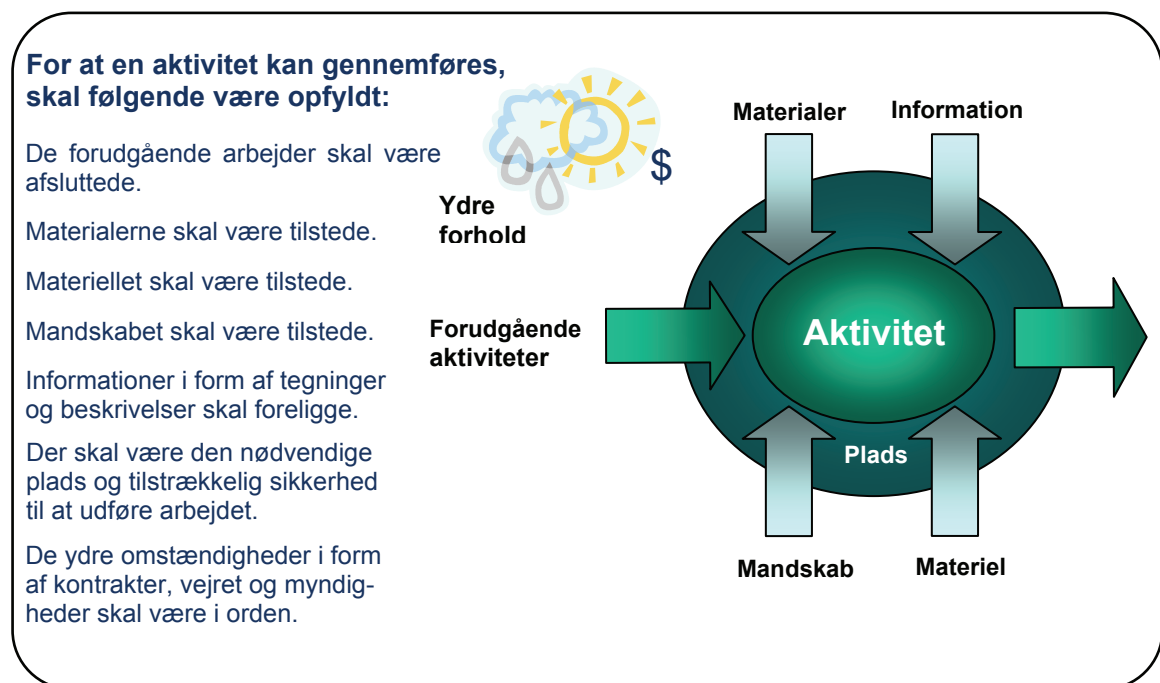 For at en aktivitet kan gennemføres,
skal følgende være opfyldt:
De forudgående arbejder skal være
afsluttede.
Materialerne skal være tilstede.
Materiellet skal være tilstede.
Mandskabet skal være tilstede.
Informationer i form af tegninger
og beskrivelser skal foreligge.
Der skal være den nødvendige
plads og tilstrækkelig sikkerhed
til at udføre arbejdet.
De ydre omstændigheder i form
af kontrakter, vejret og myndig-
heder skal være i orden.
$
Ydre
forhold
Materialer
Information
Forudgående
aktiviteter
Aktivitet
Plads
Mandskab
Materiel